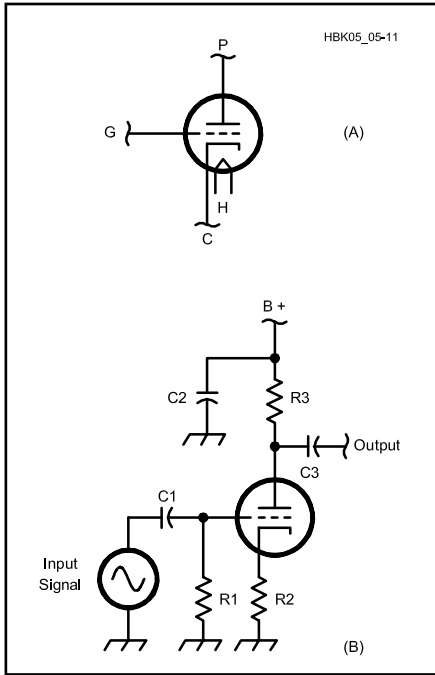 HBK05_05-11
P
G
(A)
H
C
B +
C2
R3
Output
C3
C1
Input
Signal
R1
R2
(B)